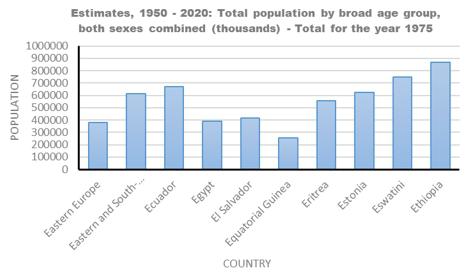 Estimates, 1950 - 2020: Total population by broad age group,
both sexes combined (thousands) - Total for the year 1975
POPULATION
1000000
900000
800000
700000
600000
500000
400000
300000
200000
100000
0
Eastern Europe
Eastern and South-...
Ecuador
Egypt
El Salvador
Equatorial Guinea
Eritrea
Estonia
Eswatini
Ethiopia
COUNTRY